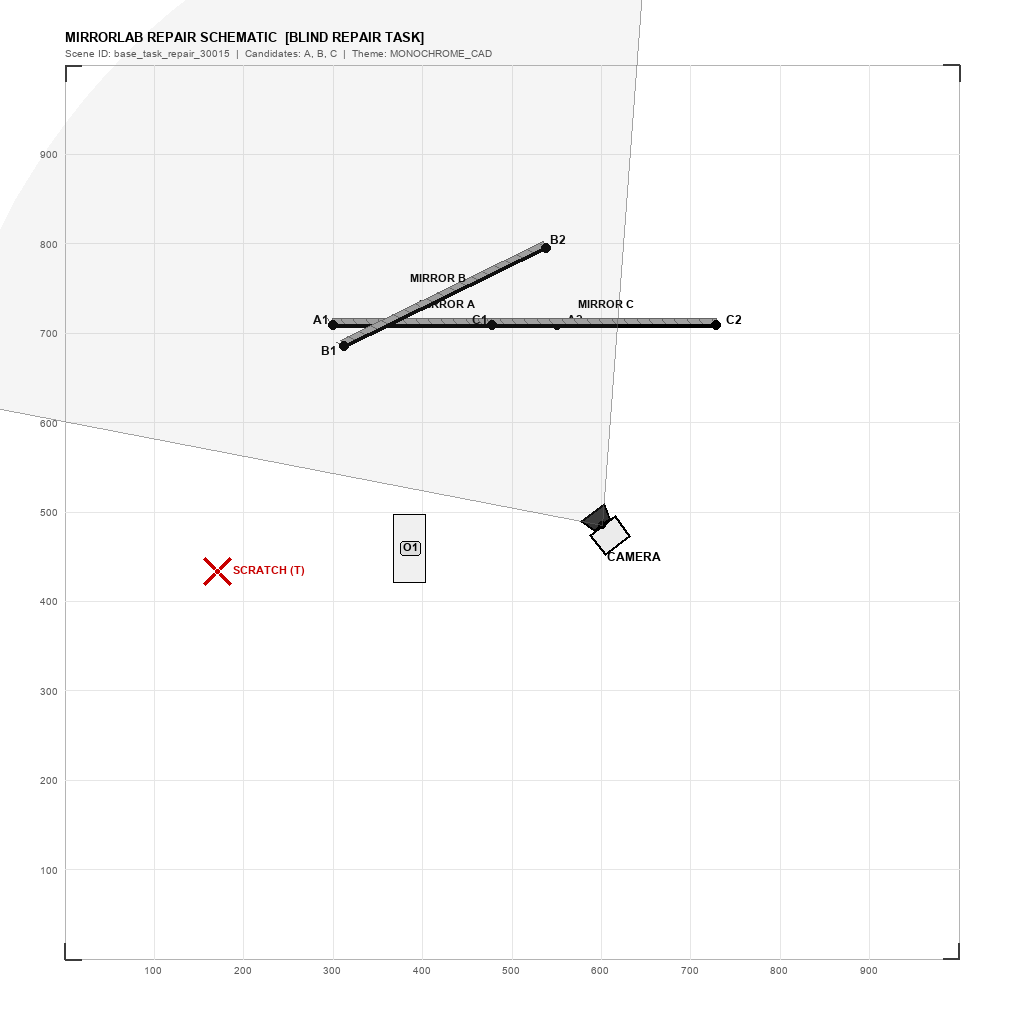 MIRRORLAB REPAIR SCHEMATIC [BLIND REPAIR TASK]
Scene ID: base_task_repair_30015 | Candidates: A, B, C | Theme: MONOCHROME_CAD
900
800
B2
MIRROR B
MIRROR C
A1
C1
C2
700
B1
600
500
O1
CAMERA
SCRATCH (T)
400
300
200
100
100 200 300 400 500 600 700 800 900